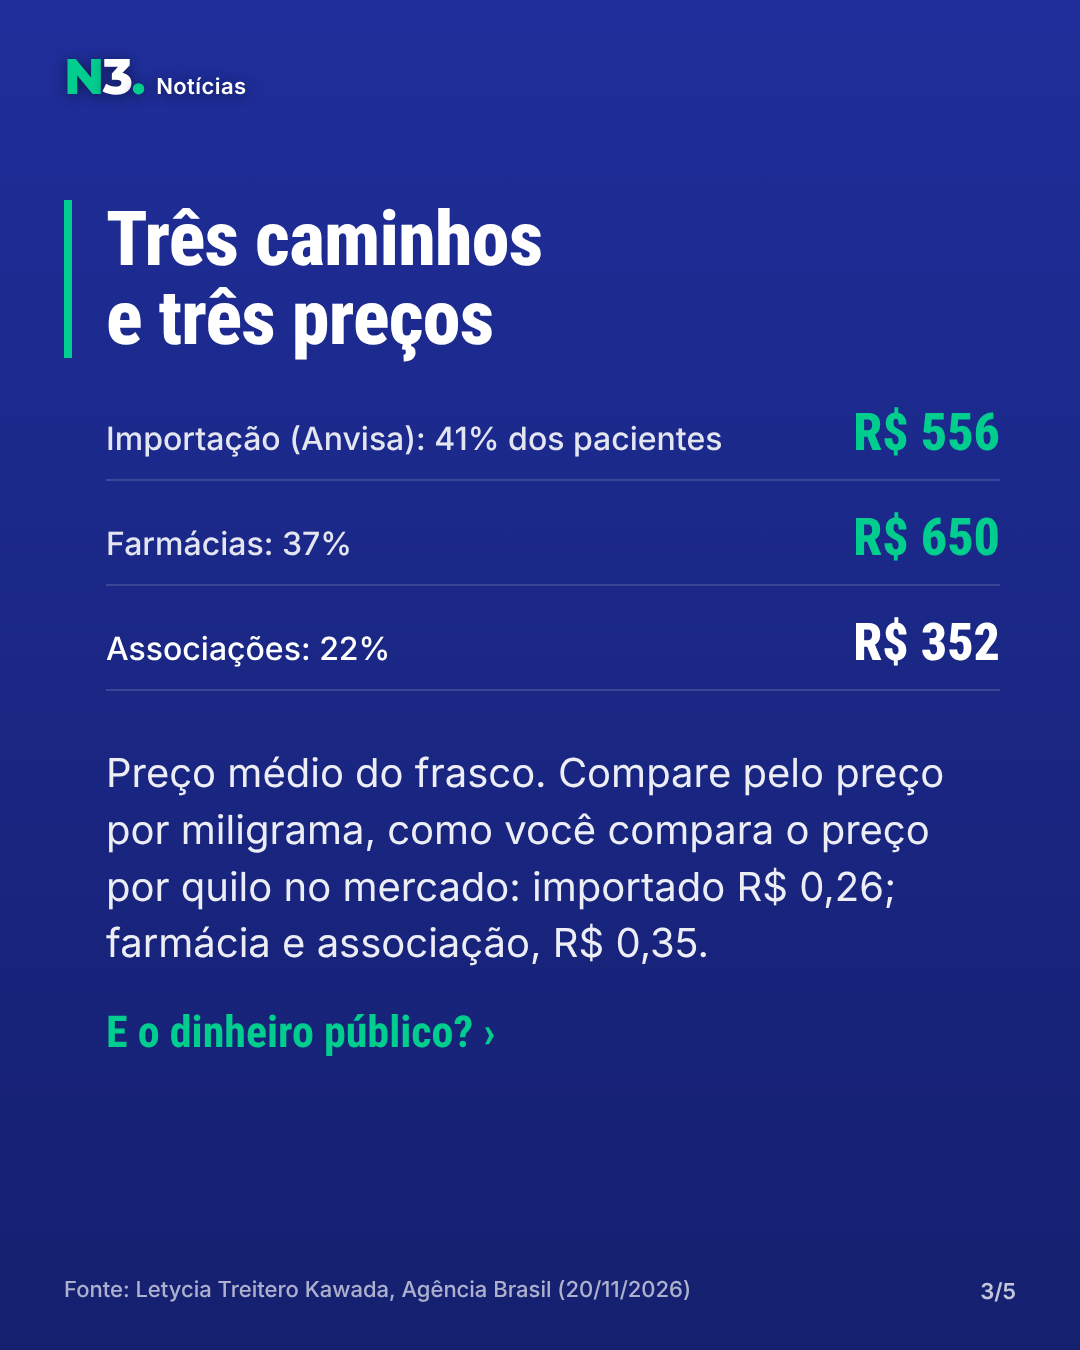 N3. Notícias
Três caminhos
e três preços
Importação (Anvisa): 41% dos pacientes R$ 556
Farmácias: 37% R$ 650
Associações: 22% R$ 352
Preço médio do frasco. Compare pelo preço
por miligrama, como você compara o preço
por quilo no mercado: importado R$ 0,26;
farmácia e associação, R$ 0,35.
E o dinheiro público? ›
Fonte: Letycia Treitero Kawada, Agência Brasil (20/11/2026) 3/5